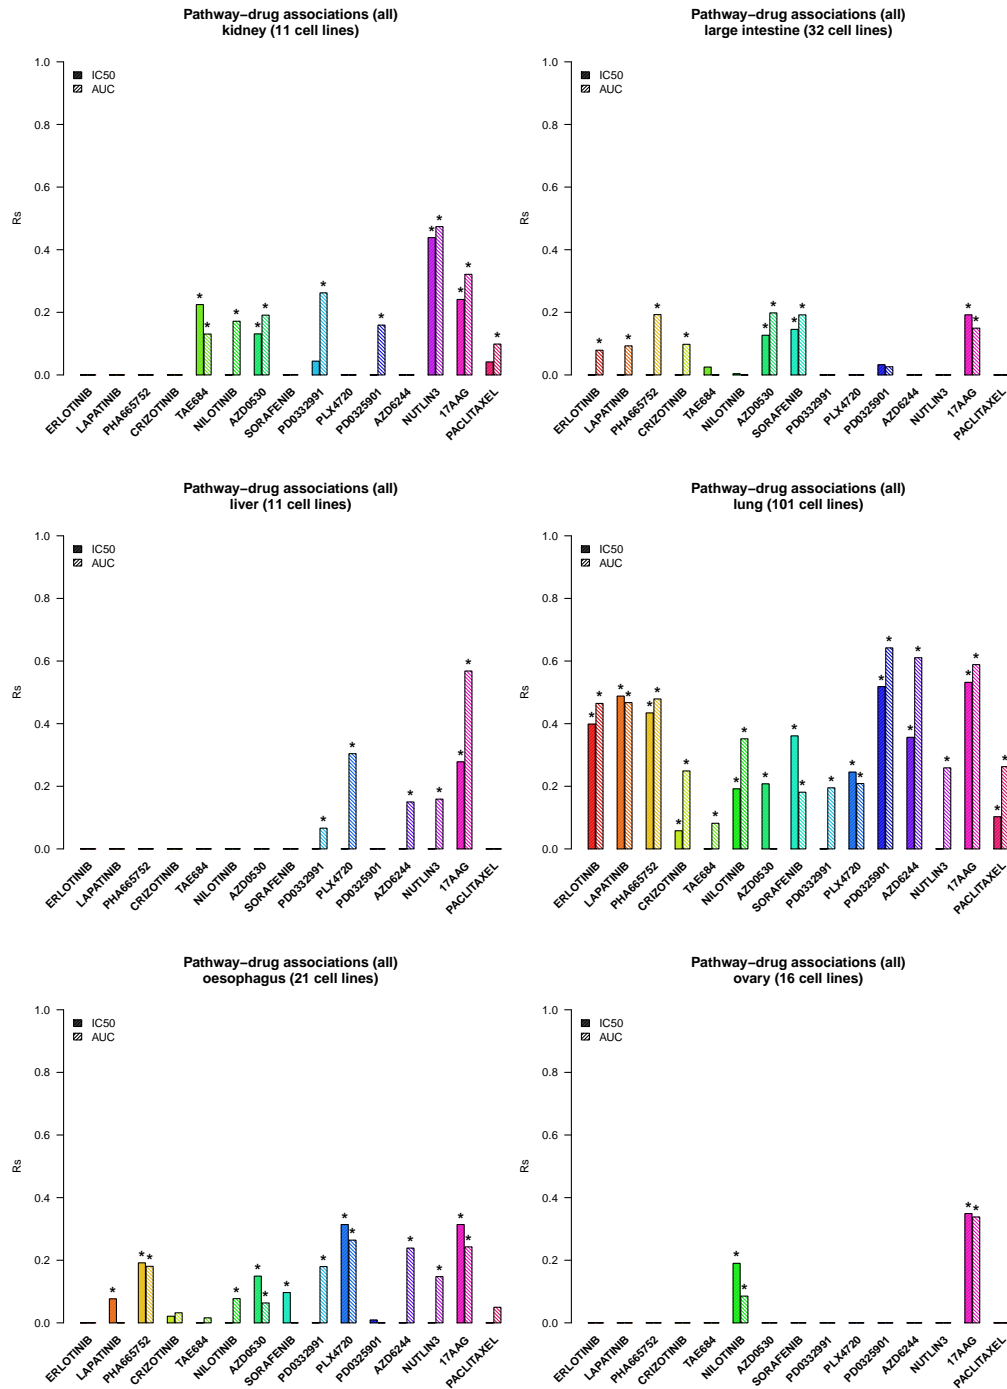 Pathway−drug associations (all)
kidney (11 cell lines)
1.0
0.8
0.6
0.4
0.2
0.0
Rs
IC50
AUC
ERLOTINIB
LAPATINIB
PHA665752
CRIZOTINIB
TAE684
NILOTINIB
AZD0530
SORAFENIB
PD0332991
PLX4720
PD0325901
AZD6244
NUTLIN3
17AAG
PACLITAXEL
Pathway−drug associations (all)
large intestine (32 cell lines)
1.0
0.8
0.6
0.4
0.2
0.0
Rs
IC50
AUC
ERLOTINIB
LAPATINIB
PHA665752
CRIZOTINIB
TAE684
NILOTINIB
AZD0530
SORAFENIB
PD0332991
PLX4720
PD0325901
AZD6244
NUTLIN3
17AAG
PACLITAXEL
Pathway−drug associations (all)
liver (11 cell lines)
1.0
0.8
0.6
0.4
0.2
0.0
Rs
IC50
AUC
ERLOTINIB
LAPATINIB
PHA665752
CRIZOTINIB
TAE684
NILOTINIB
AZD0530
SORAFENIB
PD0332991
PLX4720
PD0325901
AZD6244
NUTLIN3
17AAG
PACLITAXEL
Pathway−drug associations (all)
lung (101 cell lines)
1.0
0.8
0.6
0.4
0.2
0.0
Rs
IC50
AUC
ERLOTINIB
LAPATINIB
PHA665752
CRIZOTINIB
TAE684
NILOTINIB
AZD0530
SORAFENIB
PD0332991
PLX4720
PD0325901
AZD6244
NUTLIN3
17AAG
PACLITAXEL
Pathway−drug associations (all)
oesophagus (21 cell lines)
1.0
0.8
0.6
0.4
0.2
0.0
Rs
IC50
AUC
ERLOTINIB
LAPATINIB
PHA665752
CRIZOTINIB
TAE684
NILOTINIB
AZD0530
SORAFENIB
PD0332991
PLX4720
PD0325901
AZD6244
NUTLIN3
17AAG
PACLITAXEL
Pathway−drug associations (all)
ovary (16 cell lines)
1.0
0.8
0.6
0.4
0.2
0.0
Rs
IC50
AUC
ERLOTINIB
LAPATINIB
PHA665752
CRIZOTINIB
TAE684
NILOTINIB
AZD0530
SORAFENIB
PD0332991
PLX4720
PD0325901
AZD6244
NUTLIN3
17AAG
PACLITAXEL